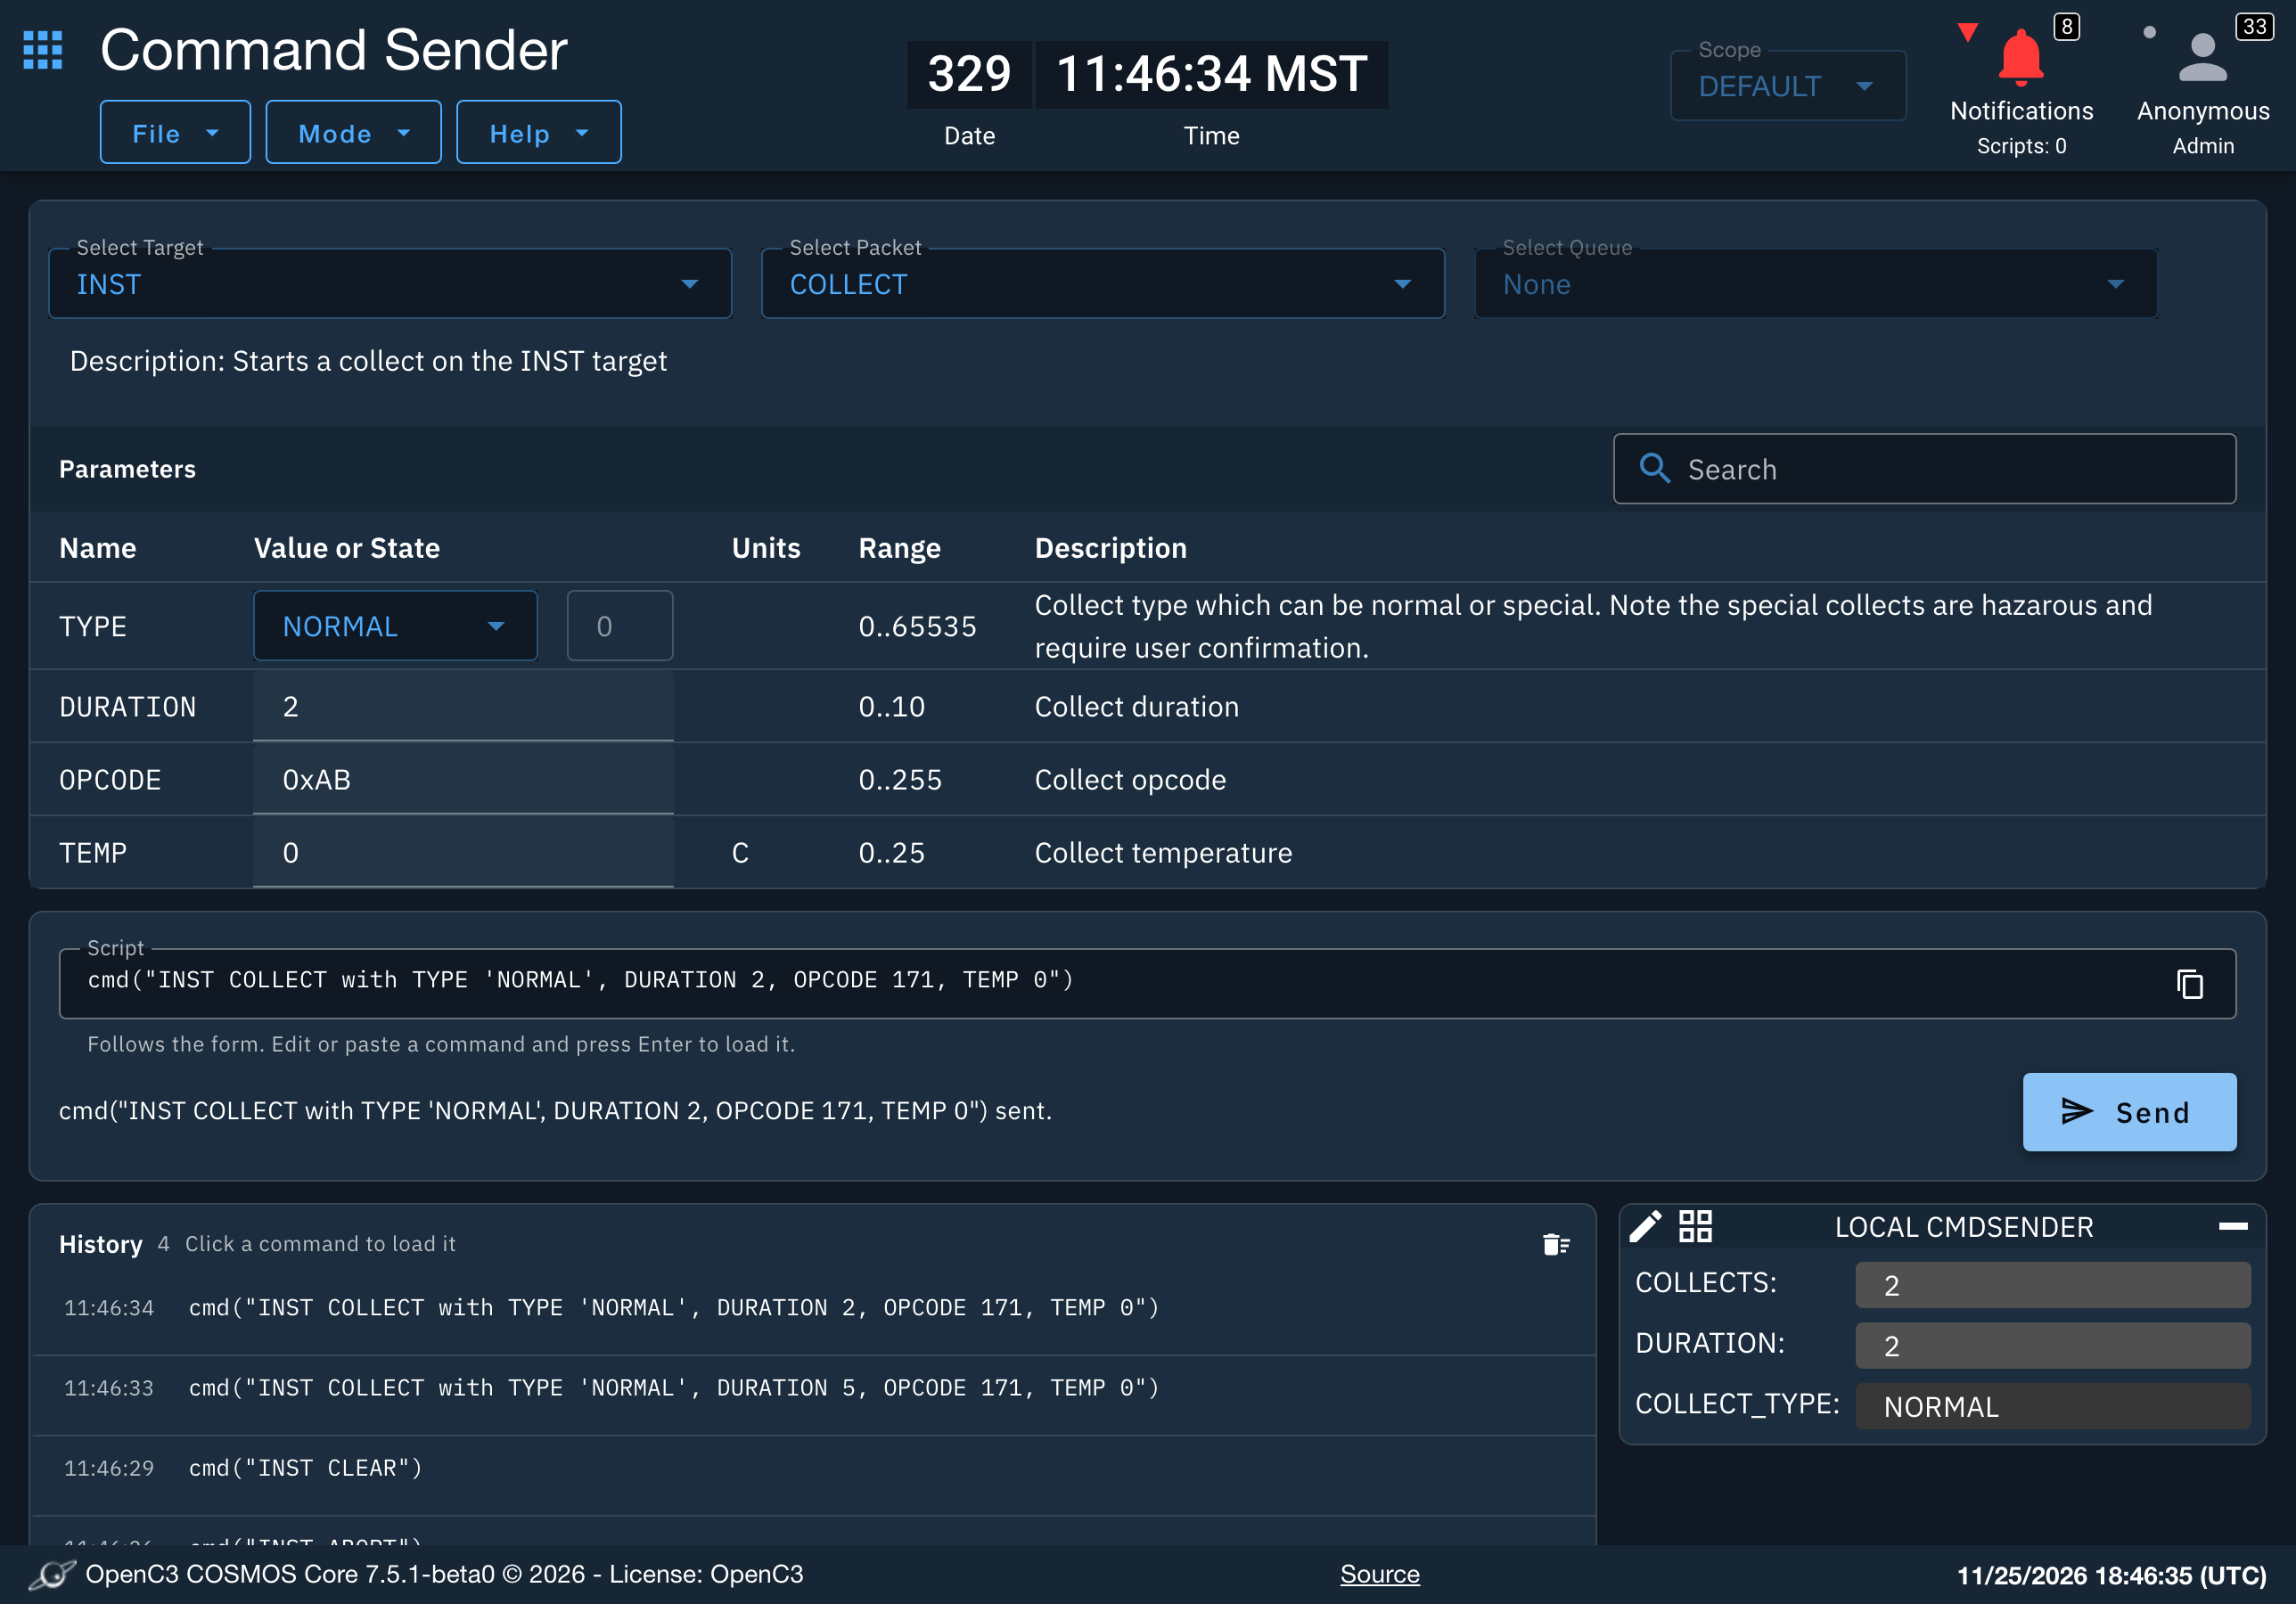 Command Sender
File
Mode
Help
329
11:46:34 MST
Date
Time
Scope
DEFAULT
8
Notifications
Scripts: 0
33
Anonymous
Admin
Select Target
INST
Select Packet
COLLECT
Select Queue
None
Description: Starts a collect on the INST target
Parameters
Search
Name Value or State Units Range Description
TYPE NORMAL 0 0..65535 Collect type which can be normal or special. Note the special collects are hazarous and
require user confirmation.
DURATION 2 0..10 Collect duration
OPCODE 0xAB 0..255 Collect opcode
TEMP 0 C 0..25 Collect temperature
Script
cmd("INST COLLECT with TYPE 'NORMAL', DURATION 2, OPCODE 171, TEMP 0")
Follows the form. Edit or paste a command and press Enter to load it.
cmd("INST COLLECT with TYPE 'NORMAL', DURATION 2, OPCODE 171, TEMP 0") sent.
Send
History 4 Click a command to load it
11:46:34 cmd("INST COLLECT with TYPE 'NORMAL', DURATION 2, OPCODE 171, TEMP 0")
11:46:33 cmd("INST COLLECT with TYPE 'NORMAL', DURATION 5, OPCODE 171, TEMP 0")
11:46:29 cmd("INST CLEAR")
cmd("INST ABORT")
LOCAL CMDSENDER
COLLECTS: 2
DURATION: 2
COLLECT_TYPE: NORMAL
OpenC3 COSMOS Core 7.5.1-beta0 © 2026 - License: OpenC3
Source
11/25/2026 18:46:35 (UTC)